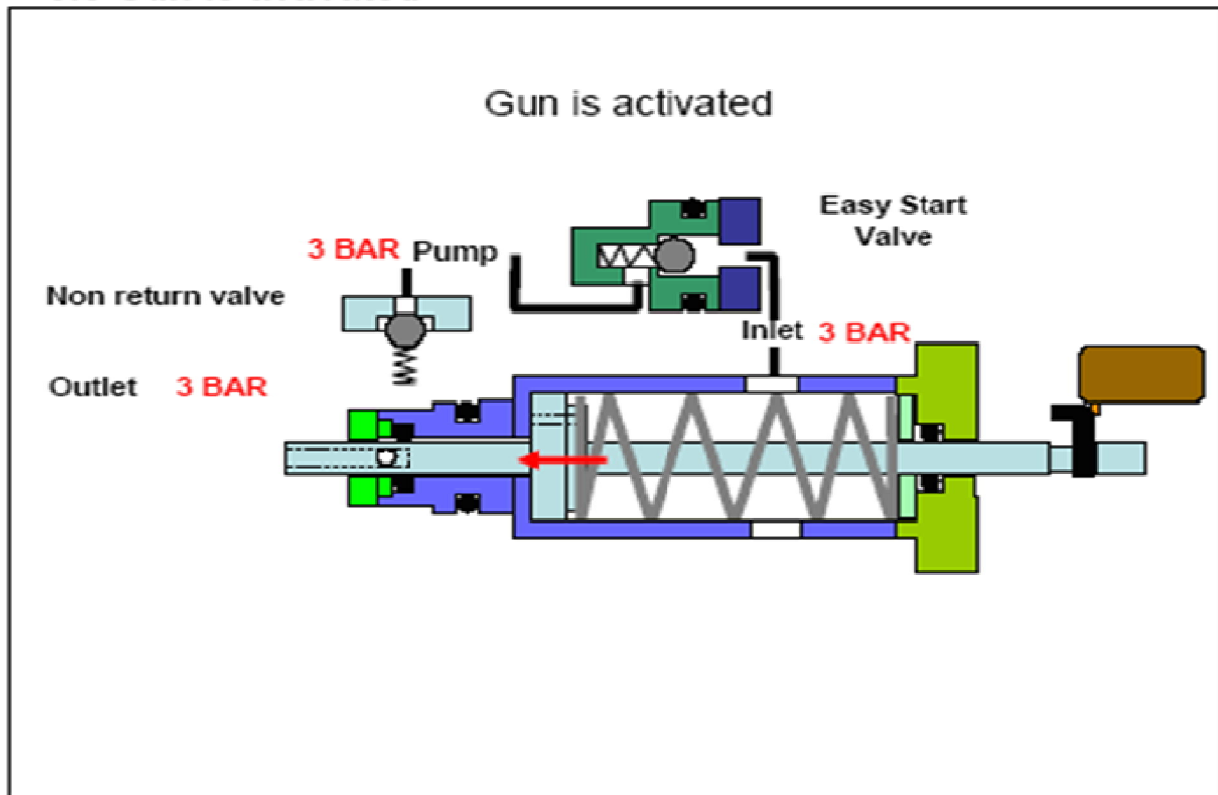 Gun is activated
Easy Start
Valve
3 BAR Pump
Non return valve
Inlet 3 BAR
Outlet 3 BAR